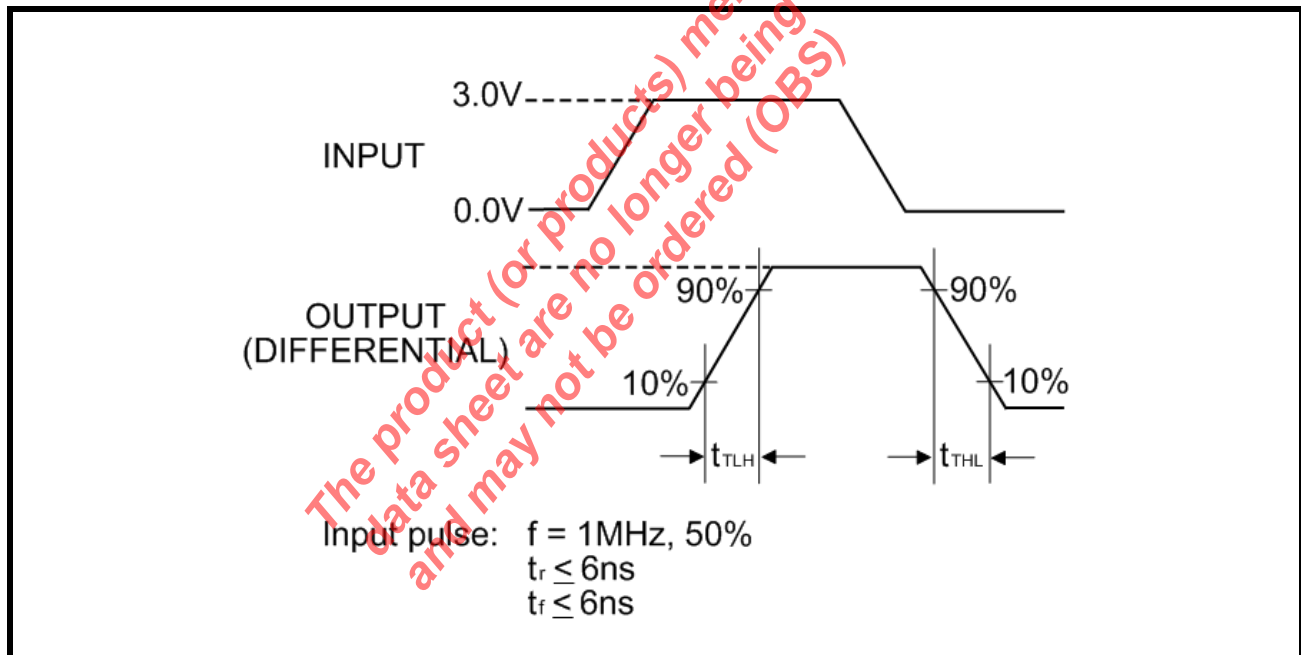 3.0V
INPUT
0.0V
OUTPUT
(DIFFERENTIAL)
90%
90%
10%
10%
tTLH
tTHL
Input pulse: f = 1MHz, 50%
tr ≤ 6ns
tf ≤ 6ns
The product (or products)
data sheet are no longer being
and may not be ordered (OBS)